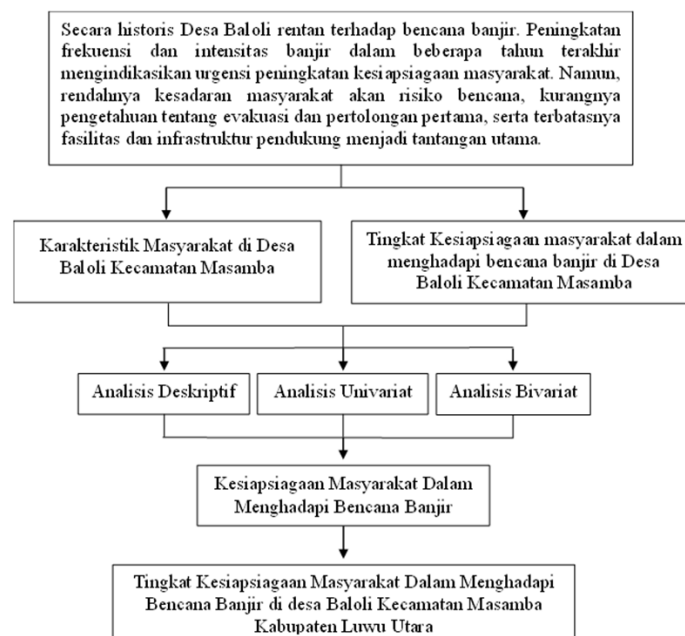 Secara historis Desa Baloli rentan terhadap bencana banjir. Peningkatan
frekuensi dan intensitas banjir dalam beberapa tahun terakhir
mengindikasikan urgensi peningkatan kesiapsiagaan masyarakat. Namun,
rendahnya kesadaran masyarakat akan risiko bencana, kurangnya
pengetahuan tentang evakuasi dan pertolongan pertama, serta terbatasnya
fasilitas dan infrastruktur pendukung menjadi tantangan utama.
Karakteristik Masyarakat di Desa
Baloli Kecamatan Masamba
Tingkat Kesiapsiagaan masyarakat dalam
menghadapi bencana banjir di Desa
Baloli Kecamatan Masamba
Analisis Deskriptif
Analisis Univariat
Analisis Bivariat
Kesiapsiagaan Masyarakat Dalam
Menghadapi Bencana Banjir
Tingkat Kesiapsiagaan Masyarakat Dalam Menghadapi
Bencana Banjir di desa Baloli Kecamatan Masamba
Kabupaten Luwu Utara